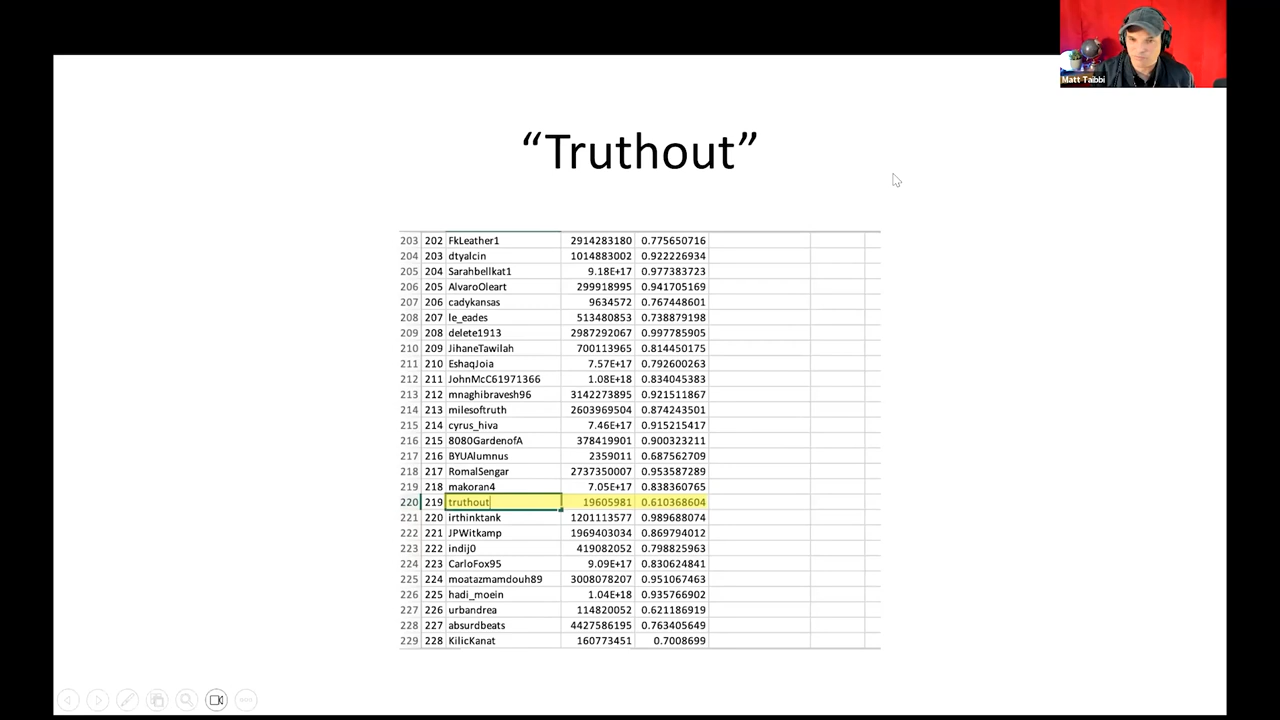 Matt Taibbi
“Truthout”
203 202 FkLeather1 2914283180 0.775650716
204 203 dtyalcin 1014883002 0.922226934
205 204 Sarahbellkat1 9.18E+17 0.977383723
206 205 AlvaroOleart 299918995 0.941705169
207 206 cadykansas 9634572 0.767448601
208 207 le_eades 513480853 0.738879198
209 208 delete1913 2987292067 0.997785905
210 209 JihaneTawilah 700113965 0.814450175
211 210 EshaqJoia 7.57E+17 0.792600263
212 211 JohnMcC61971366 1.08E+18 0.834045383
213 212 mnaghibravesh96 3142273895 0.921511867
214 213 milesoftruth 2603969504 0.874243501
215 214 cyrus_hiva 7.46E+17 0.915215417
216 215 8080GardenofA 378419901 0.900323211
217 216 BYUAlumnus 2359011 0.687562709
218 217 RomalSengar 2737350007 0.953587289
219 218 makoran4 7.05E+17 0.838360765
220 219 truthout 19605981 0.610368604
221 220 irthinktank 1201113577 0.989688074
222 221 JPWitkamp 1969403034 0.869794012
223 222 indij0 419082052 0.798825963
224 223 CarloFox95 9.09E+17 0.830624841
225 224 moatazmamdouh89 3008078207 0.951067463
226 225 hadi_moein 1.04E+18 0.935766902
227 226 urbandrea 114820052 0.621186919
228 227 absurdbeats 4427586195 0.763405649
229 228 KilicKanat 160773451 0.7008699